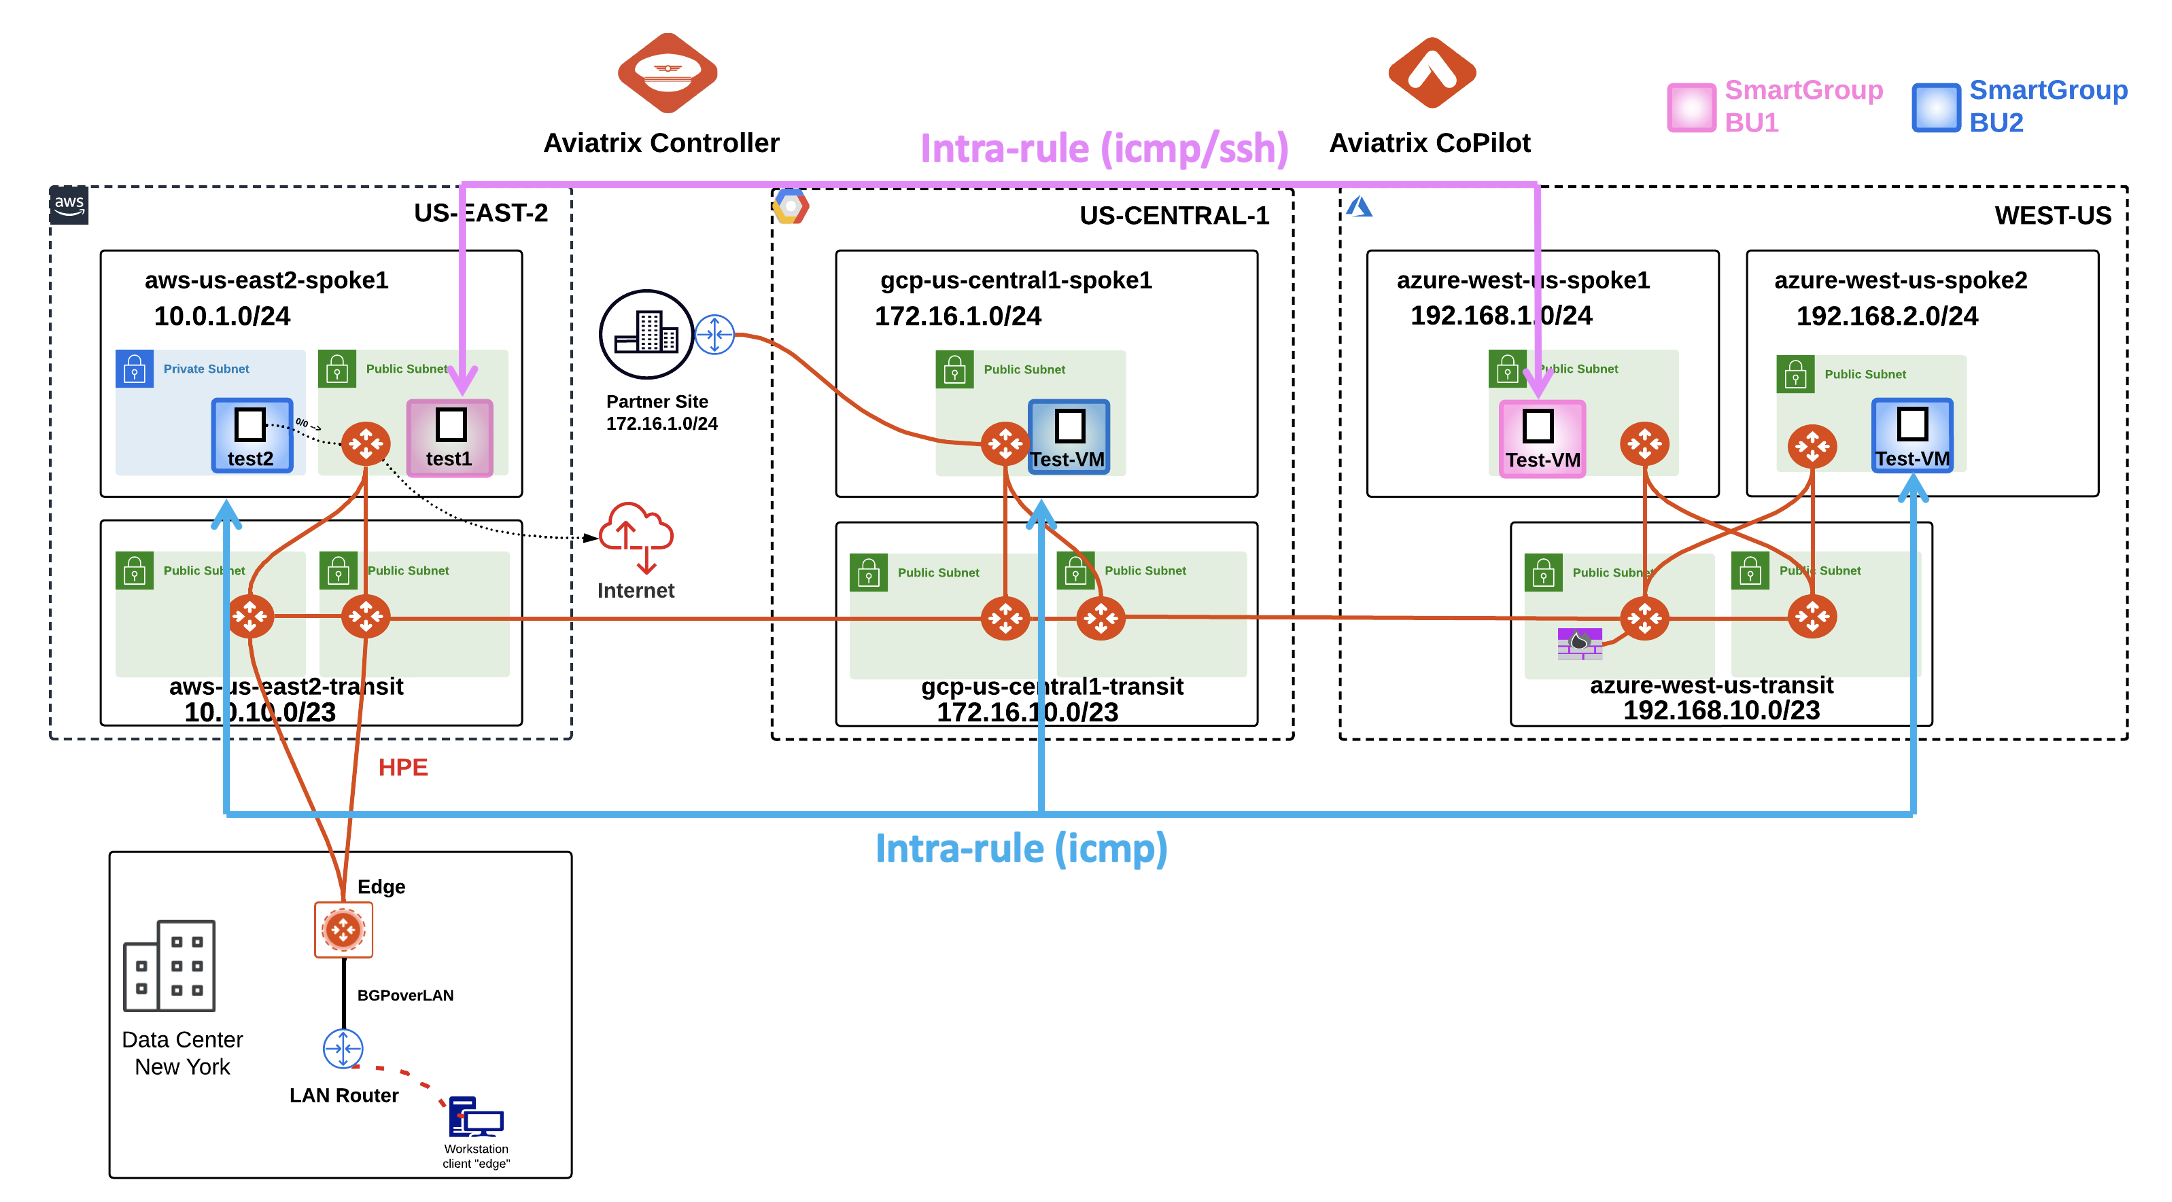 Aviatrix Controller
Aviatrix CoPilot
SmartGroup
BU1
SmartGroup
BU2
Intra-rule (icmp/ssh)
aws
US-EAST-2
US-CENTRAL-1
WEST-US
aws-us-east2-spoke1
10.0.1.0/24
Private Subnet
Public Subnet
0/0 -->
test2
test1
Partner Site
172.16.1.0/24
Internet
gcp-us-central1-spoke1
172.16.1.0/24
Public Subnet
Test-VM
azure-west-us-spoke1
192.168.1.0/24
Public Subnet
Test-VM
azure-west-us-spoke2
192.168.2.0/24
Public Subnet
Test-VM
Public Subnet
Public Subnet
aws-us-east2-transit
10.0.10.0/23
Public Subnet
Public Subnet
gcp-us-central1-transit
172.16.10.0/23
Public Subnet
Public Subnet
azure-west-us-transit
192.168.10.0/23
HPE
Intra-rule (icmp)
Edge
BGPoverLAN
Data Center
New York
LAN Router
Workstation
client "edge"